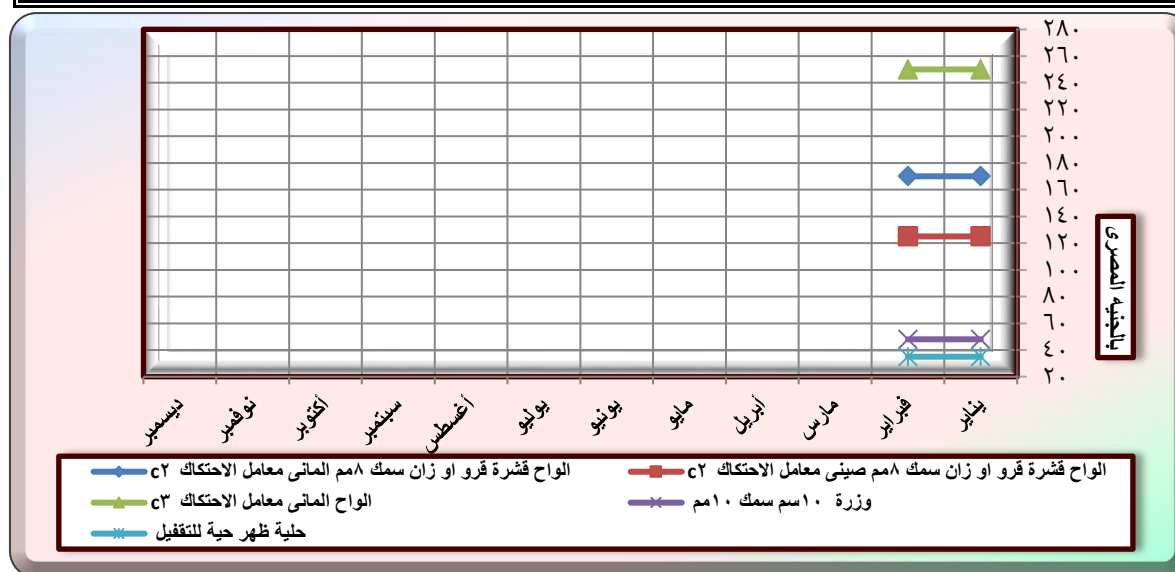 ٢٨٠
٢٦٠
٢٤٠
٢٢٠
٢٠٠
١٨٠
١٦٠
١٤٠
١٢٠
١٠٠
٨٠
٦٠
٤٠
٢٠
بالجنيه المصرى
يناير
فبراير
مارس
أبريل
مايو
يونيو
يوليو
أغسطس
سبتمبر
أكتوبر
نوفمبر
ديسمبر
الواح قشرة قرو او زان سمك ٨مم صينى معامل الاحتكاك c٢
الواح قشرة قرو او زان سمك ٨مم المانى معامل الاحتكاك c٢
وزرة ١٠سم سمك ١٠مم
الواح المانى معامل الاحتكاك c٣
حلية ظهر حية للتقفيل